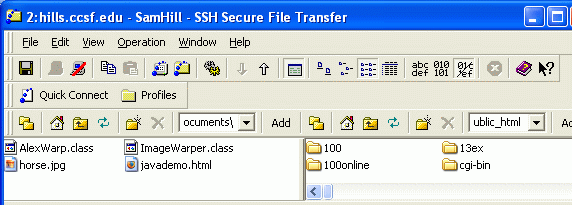 2:hills.ccsf.edu - SamHill - SSH Secure File Transfer
File Edit View Operation Window Help
abc def 010 101 c/ cf
Quick Connect Profiles
ocuments\ Add ublic_html Ad
AlexWarp.class ImageWarper.class 100 13ex
horse.jpg javademo.html 100online cgi-bin